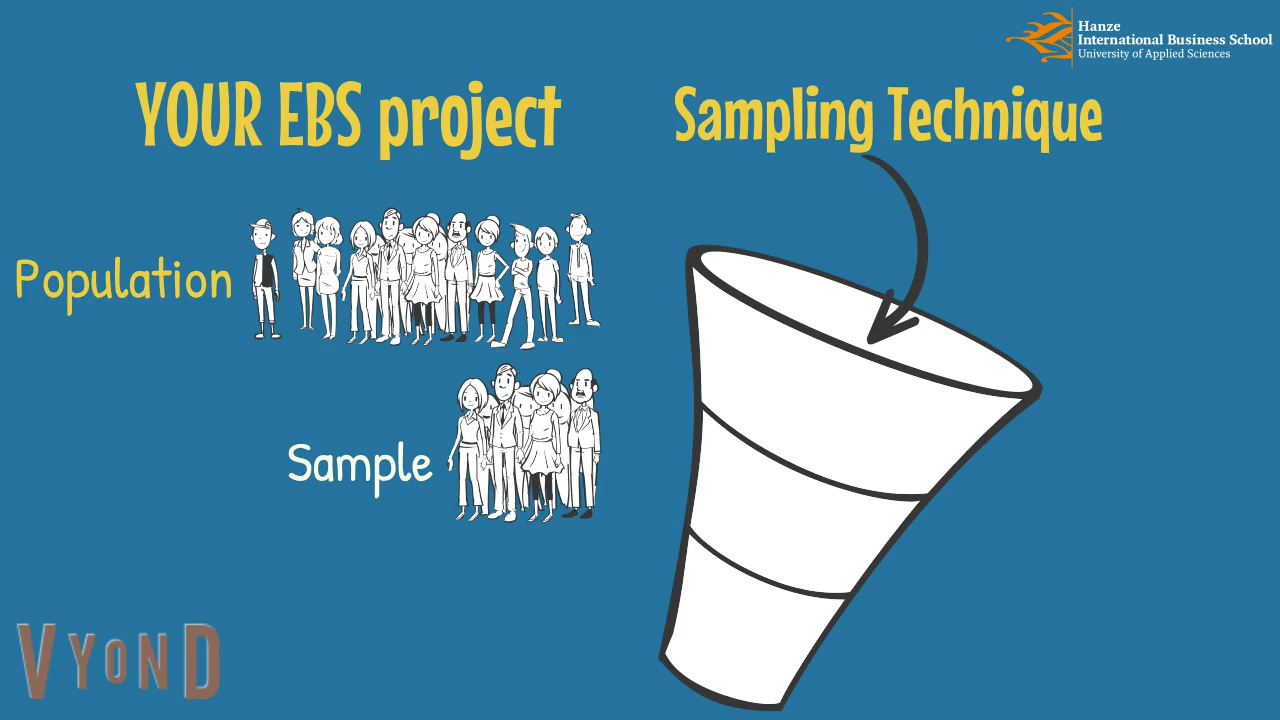 Hanze
International Business School
University of Applied Sciences
YOUR EBS project
Sampling Technique
Population
Sample
VYOND